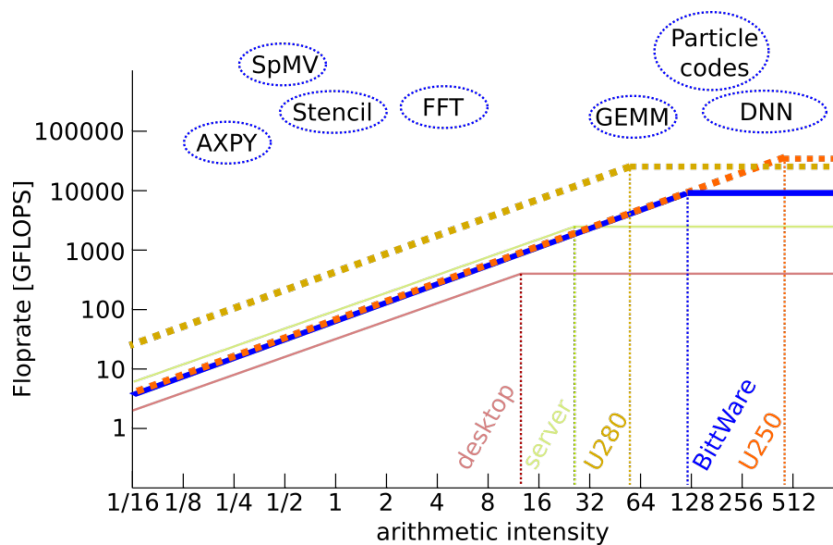 Particle
codes
SpMV
Stencil
FFT
GEMM
DNN
AXPY
100000
10000
1000
100
10
1
Floprate [GFLOPS]
desktop
server
U280
BittWare
U250
1/16 1/8 1/4 1/2 1 2 4 8 16 32 64 128 256 512
arithmetic intensity